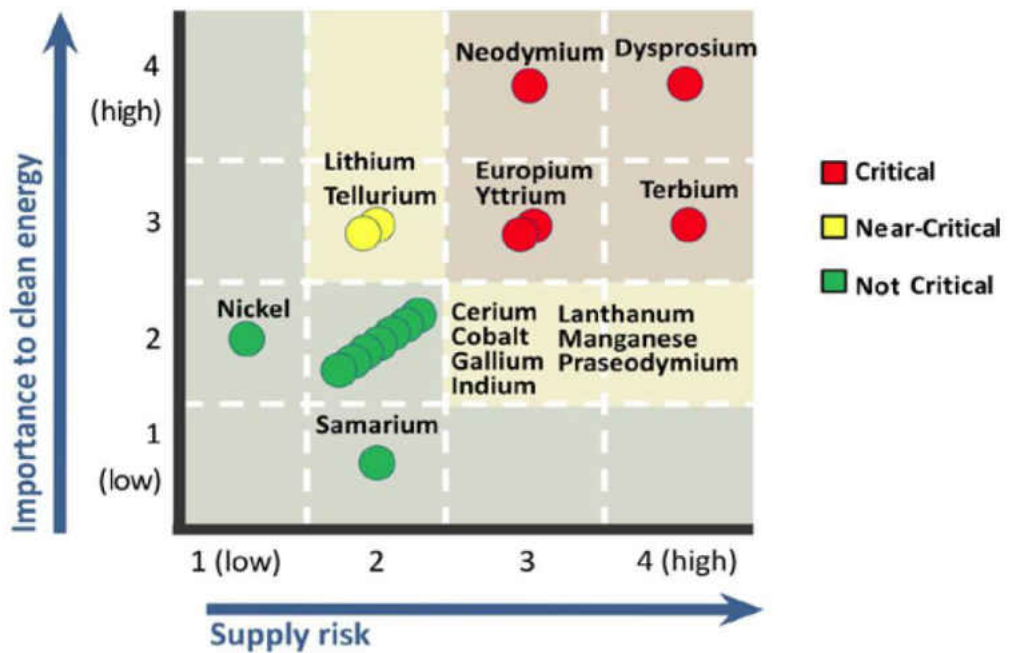 Importance to clean energy
4
(high)
3
2
1
(low)
Neodymium
Dysprosium
Lithium
Tellurium
Europium
Yttrium
Terbium
Nickel
Cerium
Cobalt
Gallium
Indium
Lanthanum
Manganese
Praseodymium
Samarium
1 (low)
2
3
4 (high)
Supply risk
Critical
Near-Critical
Not Critical